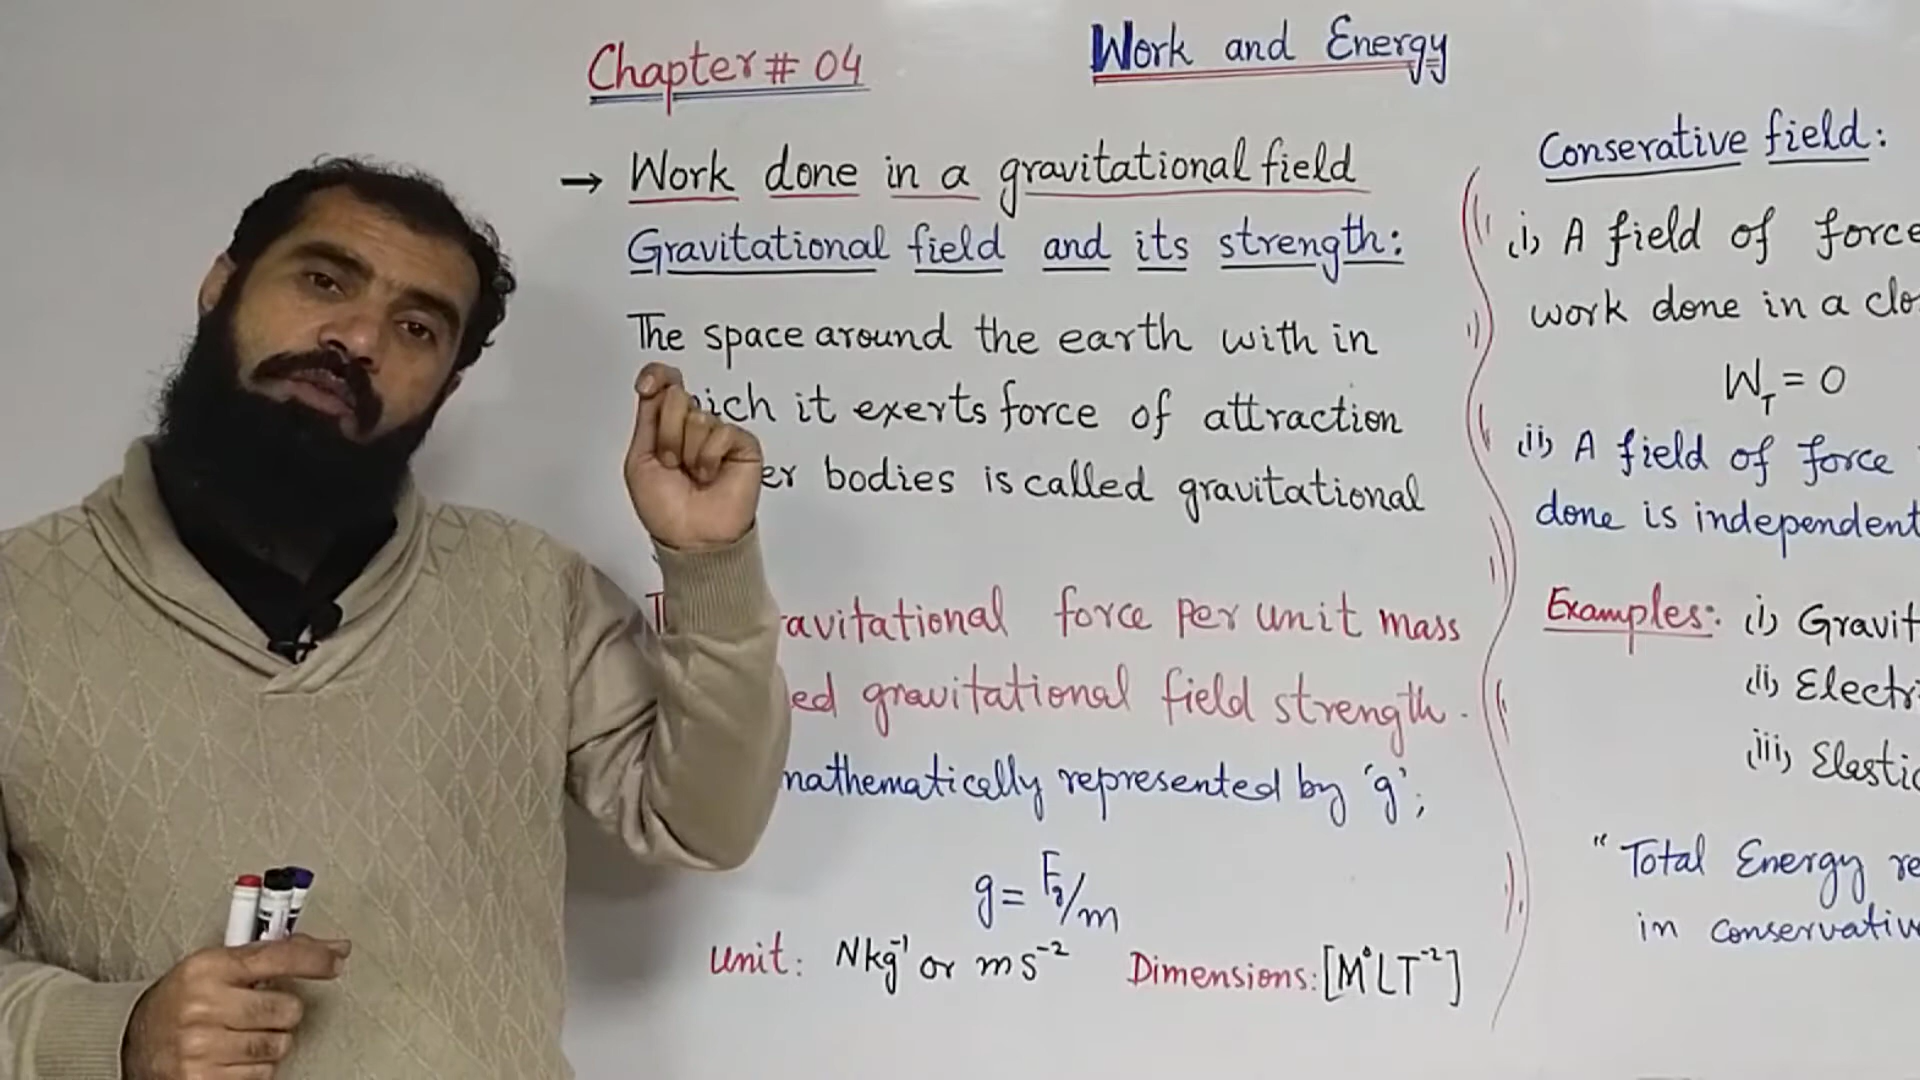 Chapter # 04
Work and Energy
→ Work done in a gravitational field
Gravitational field and its strength:
The space around the earth with in
ich it exerts force of attraction
er bodies is called gravitational
avitational force per unit mass
ed gravitational field strength.
mathematically represented by 'g';
g = Fg/m
Unit: Nkg⁻¹ or ms⁻² Dimensions: [M°LT⁻²]
Conserative field:
(i) A field of force
work done in a clo
W_T = 0
(ii) A field of force
done is independent
Examples: (i) Gravit
(ii) Electri
(iii) Elastic
"Total Energy re
in conservativ